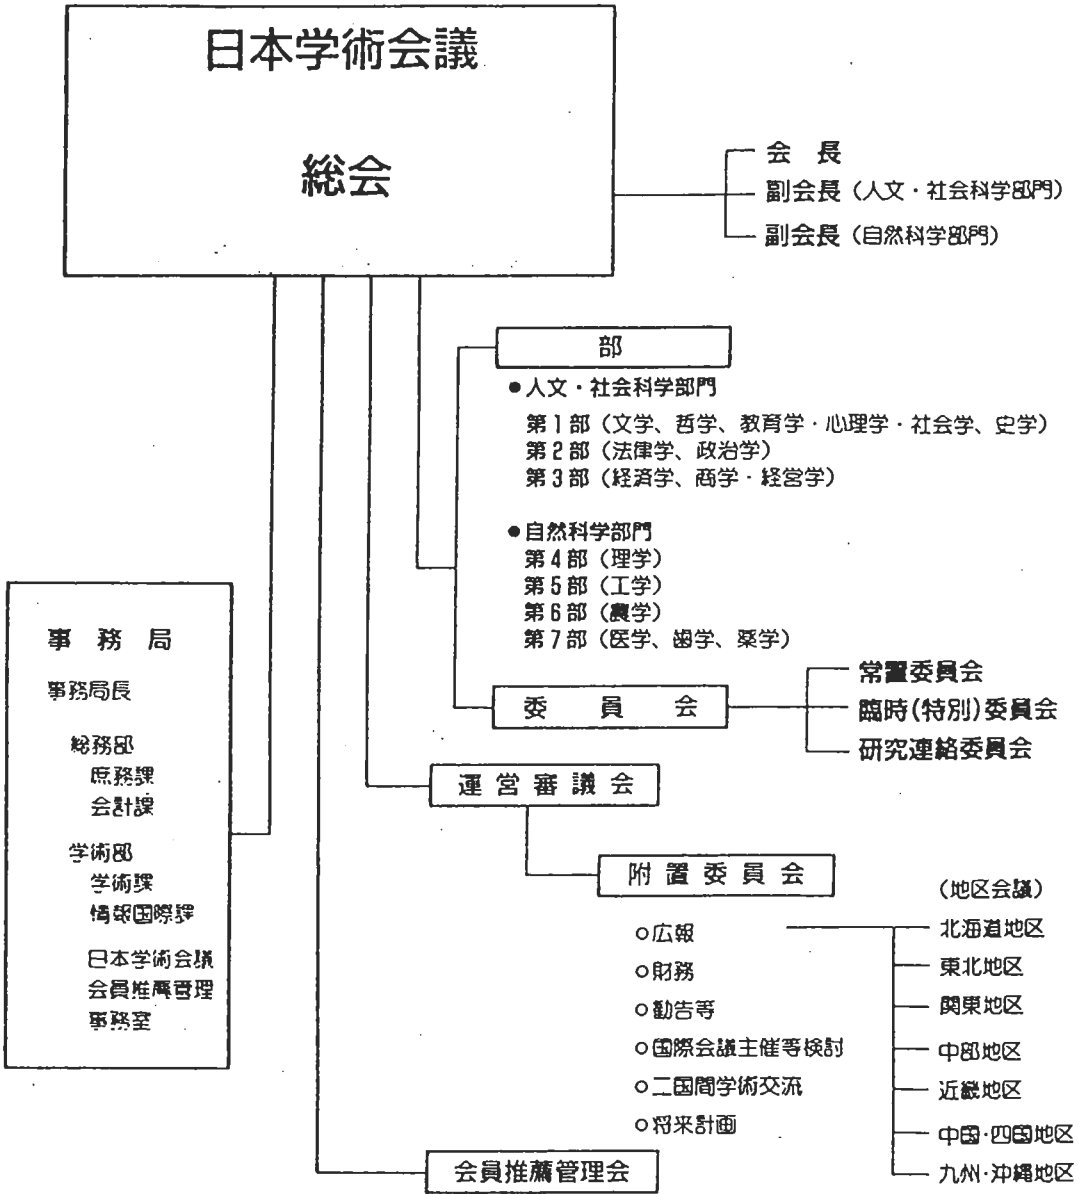 日本学術会議
総会
会 長
副会長(人文・社会科学部門)
副会長(自然科学部門)
部
●人文・社会科学部門
第1部(文学、哲学、教育学・心理学・社会学、史学)
第2部(法律学、政治学)
第3部(経済学、商学・経営学)
●自然科学部門
第4部(理学)
第5部(工学)
第6部(農学)
第7部(医学、歯学、薬学)
委員会
常置委員会
臨時(特別)委員会
研究連絡委員会
運営審議会
附置委員会
○広報
○財務
○勧告等
○国際会議主催等検討
○二国間学術交流
○将来計画
(地区会議)
北海道地区
東北地区
関東地区
中部地区
近畿地区
中国・四国地区
九州・沖縄地区
会員推薦管理会
事務局
事務局長
総務部
庶務課
会計課
学術部
学術課
情報国際課
日本学術会議
会員推薦管理
事務室